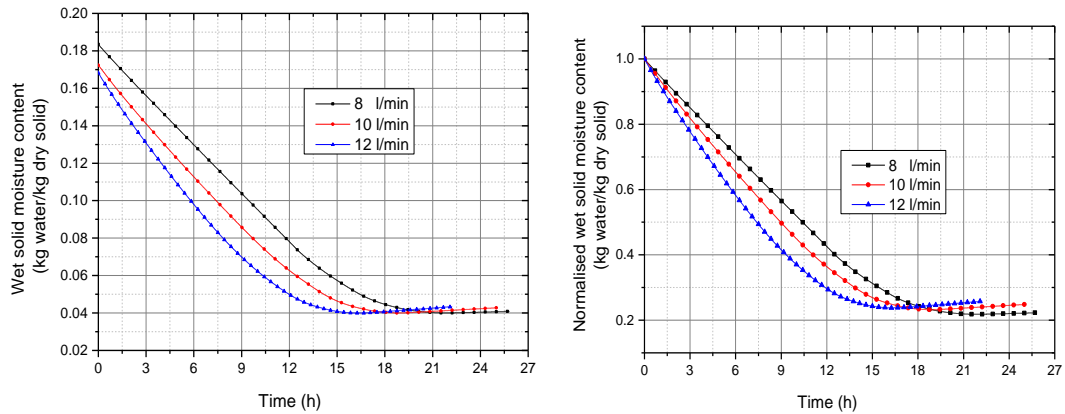 Wet solid moisture content
(kg water/kg dry solid)
0.20
0.18
0.16
0.14
0.12
0.10
0.08
0.06
0.04
0.02
0 3 6 9 12 15 18 21 24 27
Time (h)
8 l/min
10 l/min
12 l/min
Normalised wet solid moisture content
(kg water/kg dry solid)
1.0
0.8
0.6
0.4
0.2
0 3 6 9 12 15 18 21 24 27
Time (h)
8 l/min
10 l/min
12 l/min